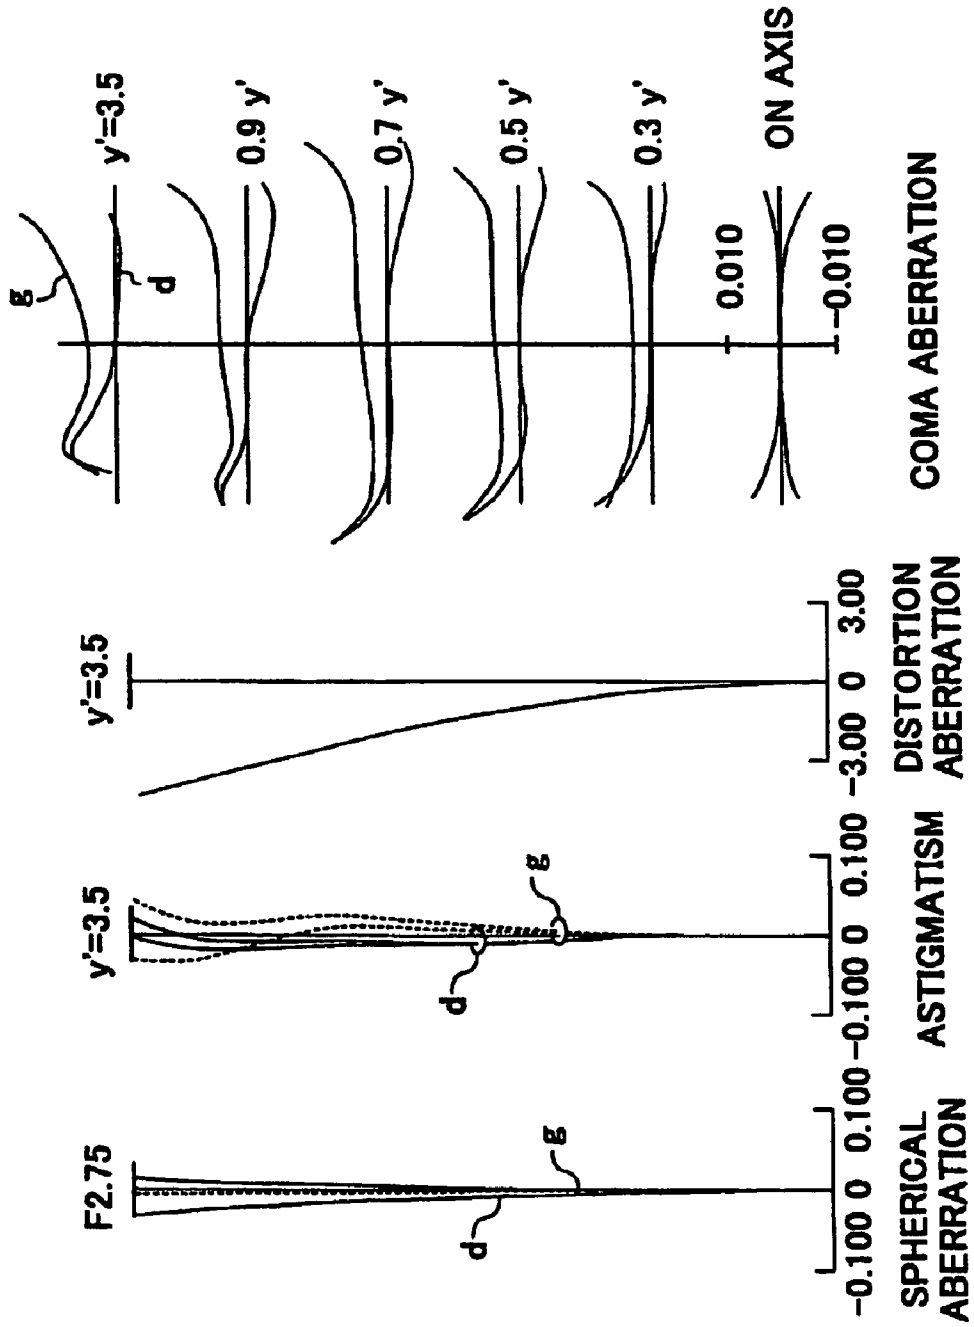 F2.75
d
g
-0.100 0 0.100
SPHERICAL
ABERRATION
y'=3.5
d
g
-0.100 0 0.100
ASTIGMATISM
y'=3.5
-3.00 0 3.00
DISTORTION
ABERRATION
g
d
y'=3.5
0.9 y'
0.7 y'
0.5 y'
0.3 y'
0.010
ON AXIS
-0.010
COMA ABERRATION